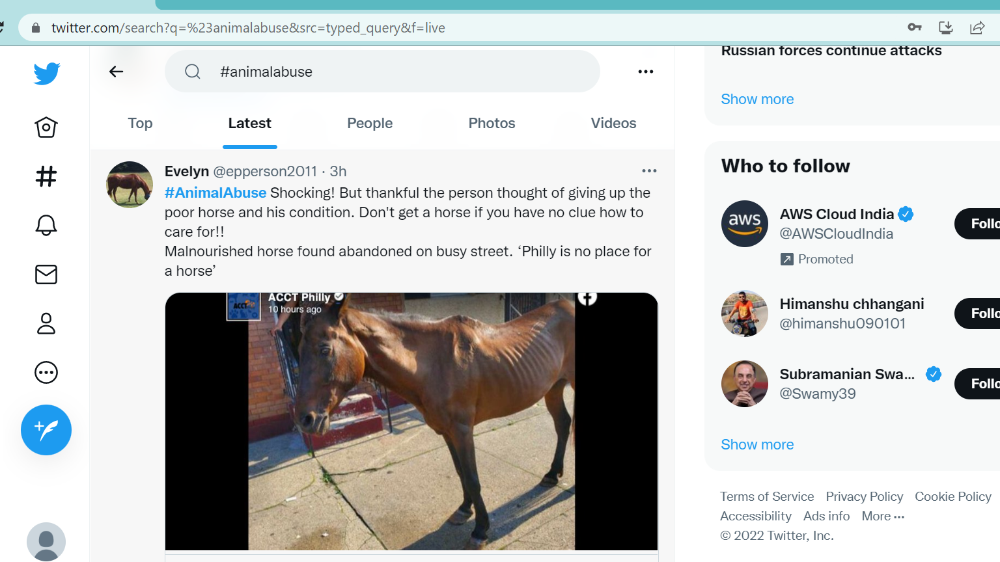 twitter.com/search?q=%23animalabuse&src=typed_query&f=live
#animalabuse
Top Latest People Photos Videos
Evelyn @epperson2011 · 3h
#AnimalAbuse Shocking! But thankful the person thought of giving up the
poor horse and his condition. Don't get a horse if you have no clue how to
care for!!
Malnourished horse found abandoned on busy street. ‘Philly is no place for
a horse’
ACCT
ACCT Philly
10 hours ago
Russian forces continue attacks
Show more
Who to follow
aws
AWS Cloud India
@AWSCloudIndia
Follo
Promoted
Himanshu chhangani
@himanshu090101
Follo
Subramanian Swa...
@Swamy39
Follo
Show more
Terms of Service Privacy Policy Cookie Policy
Accessibility Ads info More ···
© 2022 Twitter, Inc.